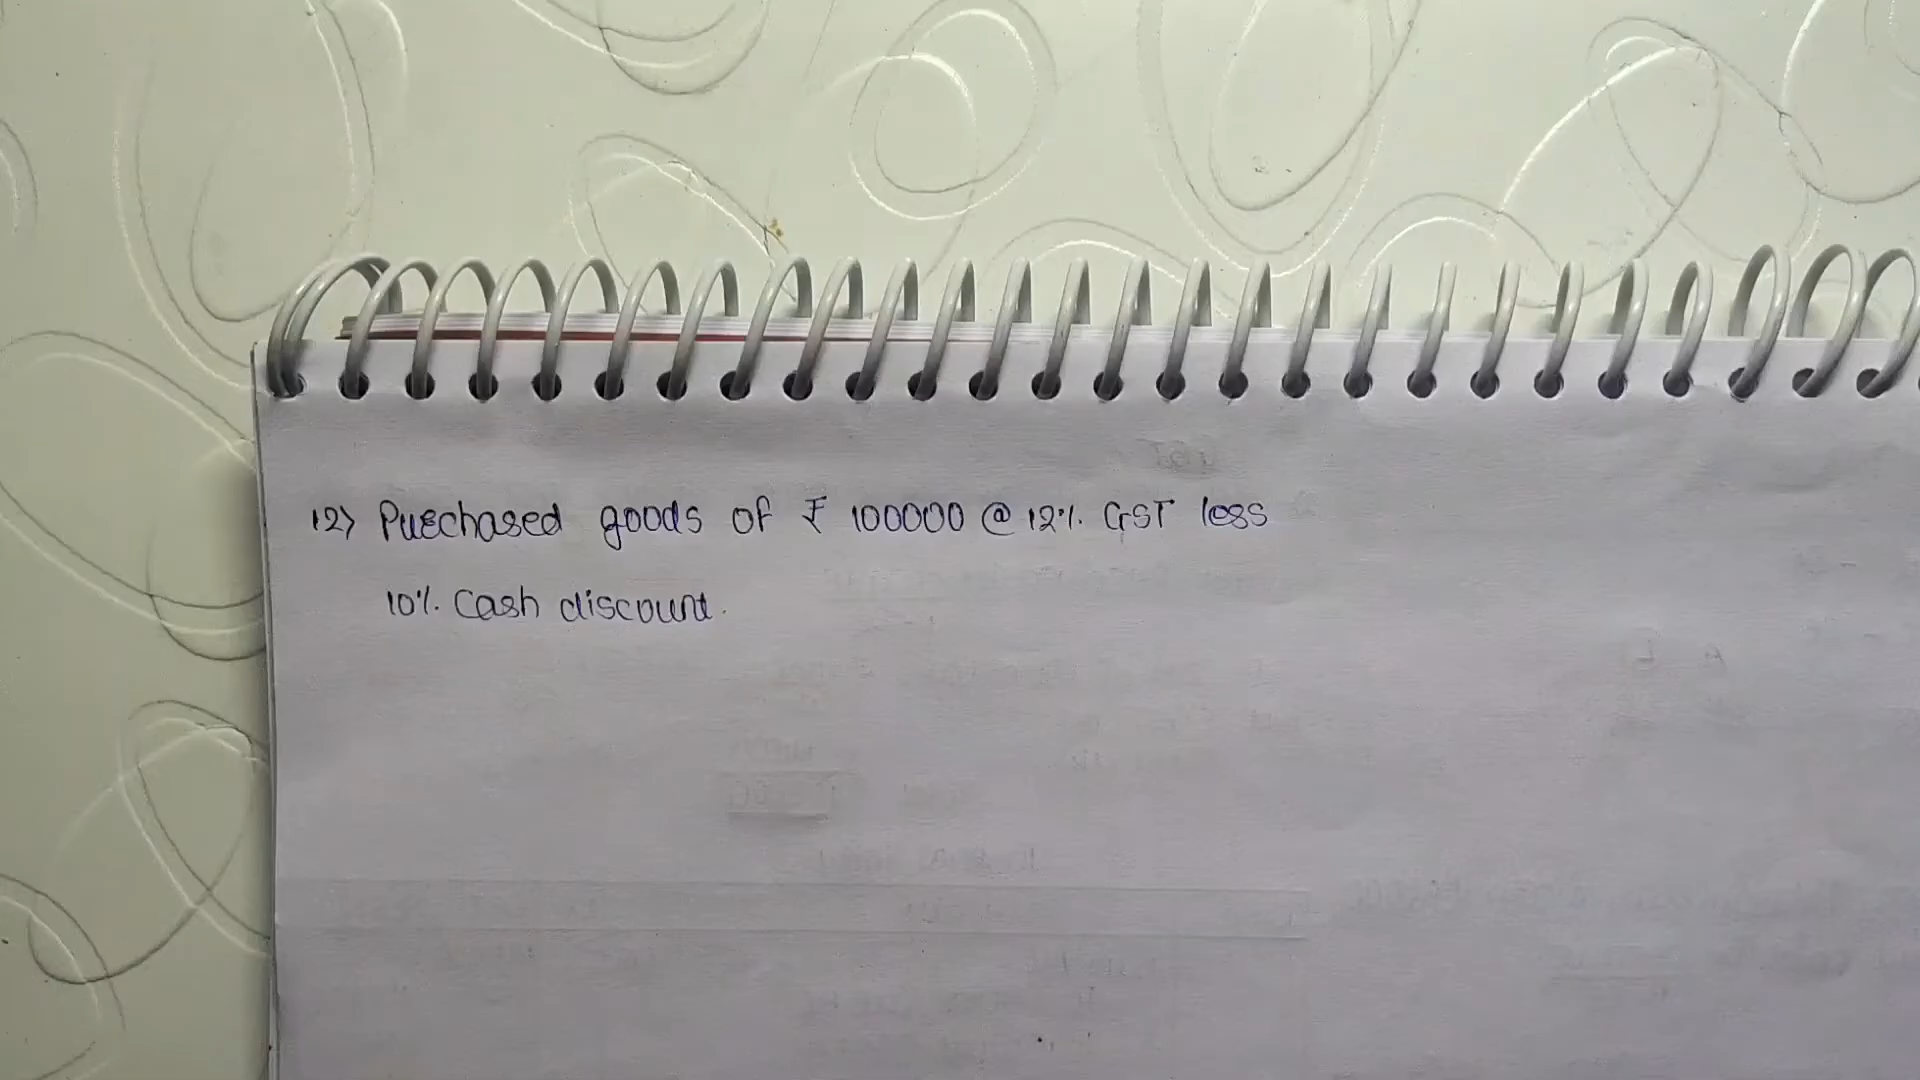 12) Purchased goods of ₹ 100000 @ 12% GST less
10% Cash discount.